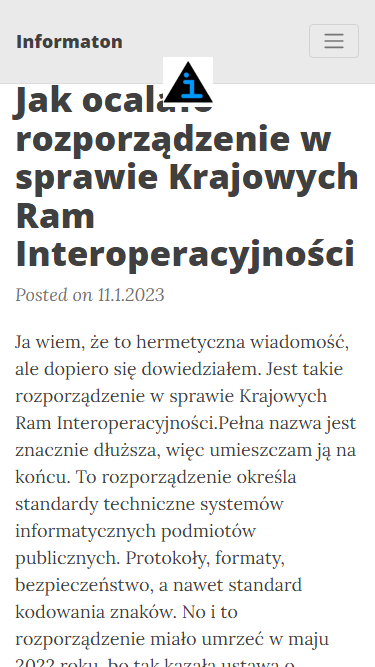 Informaton
Jak ocalało
rozporządzenie w
sprawie Krajowych
Ram
Interoperacyjności
Posted on 11.1.2023
Ja wiem, że to hermetyczna wiadomość,
ale dopiero się dowiedziałem. Jest takie
rozporządzenie w sprawie Krajowych
Ram Interoperacyjności.Pełna nazwa jest
znacznie dłuższa, więc umieszczam ją na
końcu. To rozporządzenie określa
standardy techniczne systemów
informatycznych podmiotów
publicznych. Protokoły, formaty,
bezpieczeństwo, a nawet standard
kodowania znaków. No i to
rozporządzenie miało umrzeć w maju
2022 roku, bo tak kazała ustawa o